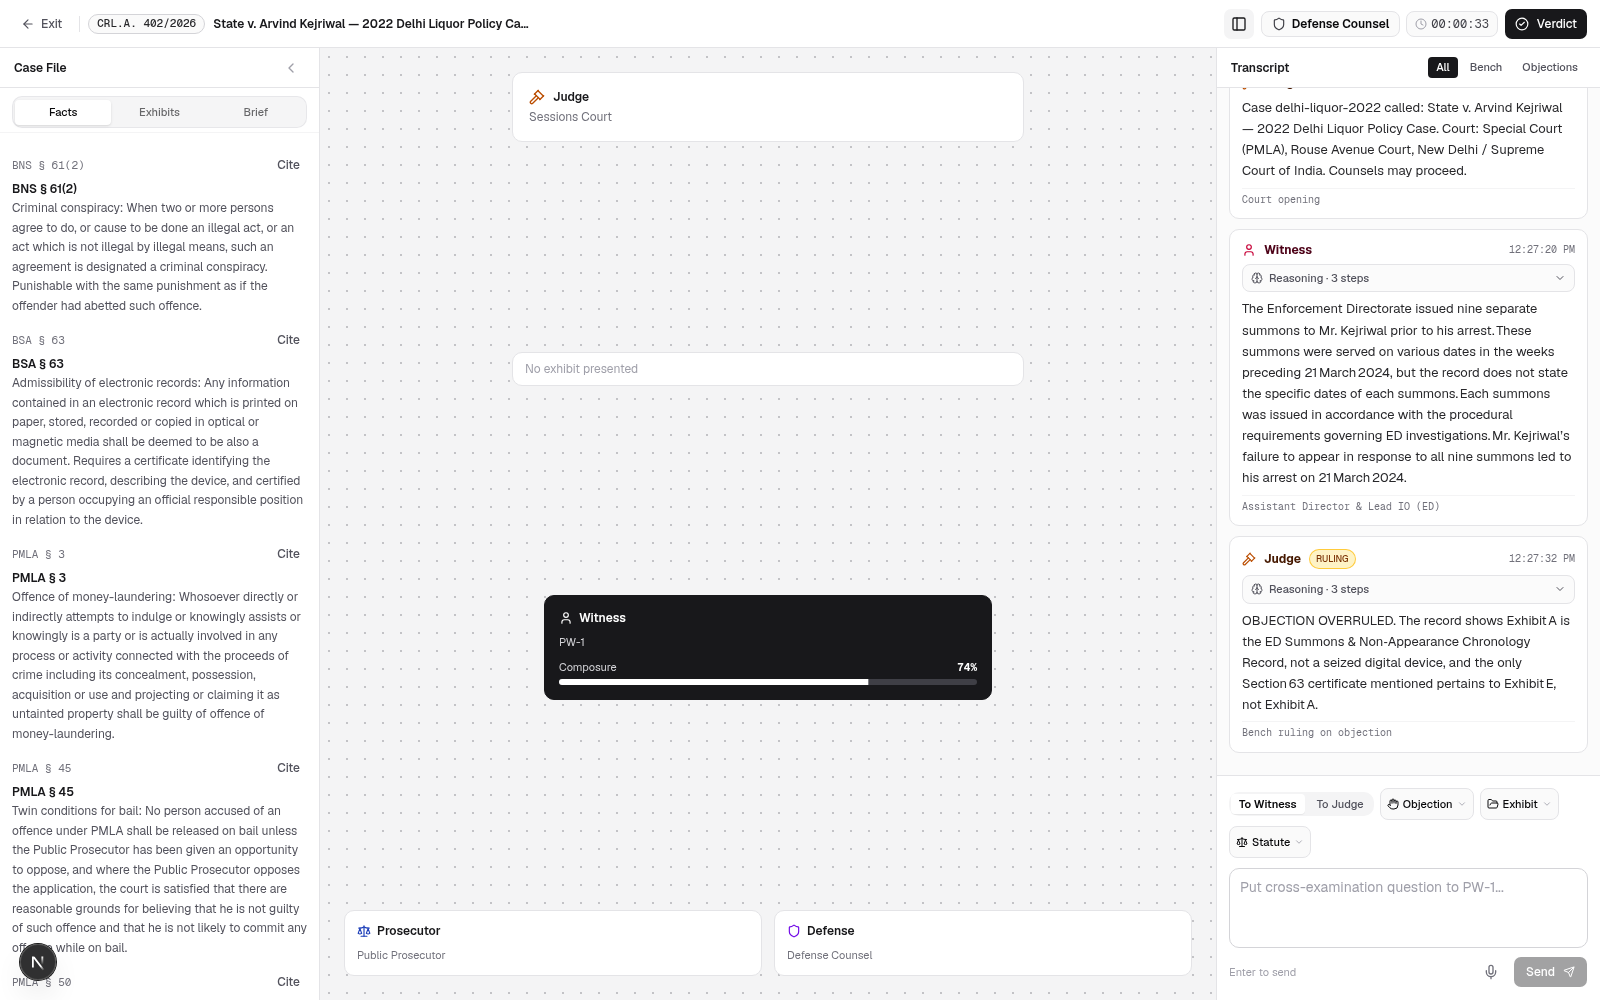 Exit
CRL.A. 402/2026
State v. Arvind Kejriwal — 2022 Delhi Liquor Policy Ca...
Defense Counsel
00:00:33
Verdict
Case File
Facts
Exhibits
Brief
BNS § 61(2)
Cite
BNS § 61(2)
Criminal conspiracy: When two or more persons
agree to do, or cause to be done an illegal act, or an
act which is not illegal by illegal means, such an
agreement is designated a criminal conspiracy.
Punishable with the same punishment as if the
offender had abetted such offence.
BSA § 63
Cite
BSA § 63
Admissibility of electronic records: Any information
contained in an electronic record which is printed on
paper, stored, recorded or copied in optical or
magnetic media shall be deemed to be also a
document. Requires a certificate identifying the
electronic record, describing the device, and certified
by a person occupying an official responsible position
in relation to the device.
PMLA § 3
Cite
PMLA § 3
Offence of money-laundering: Whosoever directly or
indirectly attempts to indulge or knowingly assists or
knowingly is a party or is actually involved in any
process or activity connected with the proceeds of
crime including its concealment, possession,
acquisition or use and projecting or claiming it as
untainted property shall be guilty of offence of
money-laundering.
PMLA § 45
Cite
PMLA § 45
Twin conditions for bail: No person accused of an
offence under PMLA shall be released on bail unless
the Public Prosecutor has been given an opportunity
to oppose, and where the Public Prosecutor opposes
the application, the court is satisfied that there are
reasonable grounds for believing that he is not guilty
of such offence and that he is not likely to commit any
while on bail.
N
PMLA § 50
Cite
Judge
Sessions Court
No exhibit presented
Witness
PW-1
Composure
74%
Prosecutor
Public Prosecutor
Defense
Defense Counsel
Transcript
All
Bench
Objections
Case delhi-liquor-2022 called: State v. Arvind Kejriwal
— 2022 Delhi Liquor Policy Case. Court: Special Court
(PMLA), Rouse Avenue Court, New Delhi / Supreme
Court of India. Counsels may proceed.
Court opening
Witness
12:27:20 PM
Reasoning · 3 steps
The Enforcement Directorate issued nine separate
summons to Mr. Kejriwal prior to his arrest. These
summons were served on various dates in the weeks
preceding 21 March 2024, but the record does not state
the specific dates of each summons. Each summons
was issued in accordance with the procedural
requirements governing ED investigations. Mr. Kejriwal's
failure to appear in response to all nine summons led to
his arrest on 21 March 2024.
Assistant Director & Lead IO (ED)
Judge
RULING
12:27:32 PM
Reasoning · 3 steps
OBJECTION OVERRULED. The record shows Exhibit A is
the ED Summons & Non-Appearance Chronology
Record, not a seized digital device, and the only
Section 63 certificate mentioned pertains to Exhibit E,
not Exhibit A.
Bench ruling on objection
To Witness
To Judge
Objection
Exhibit
Statute
Put cross-examination question to PW-1...
Enter to send
Send